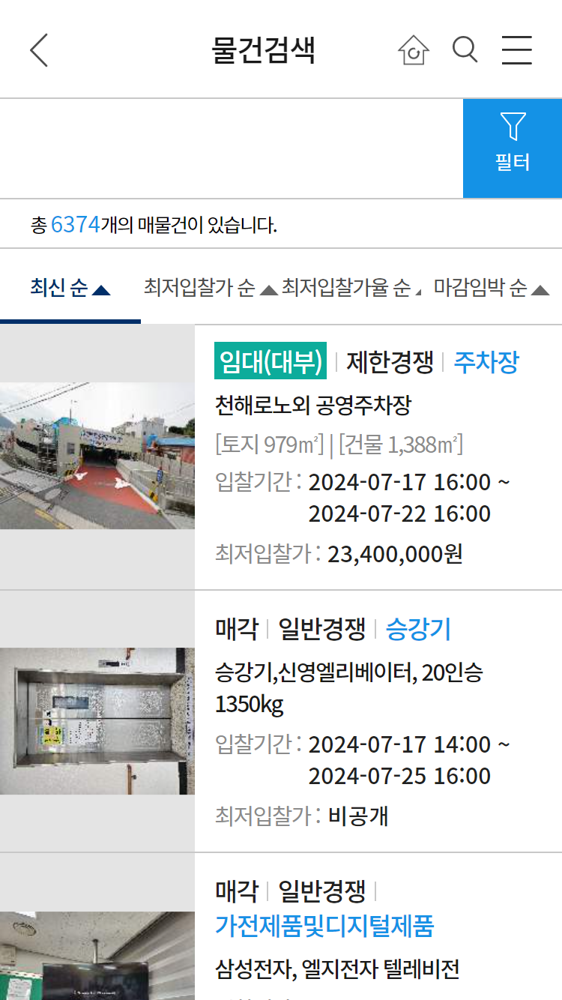 물건검색
필터
총 6374개의 매물건이 있습니다.
최신 순 최저입찰가 순 최저입찰가율 순 마감임박 순
임대(대부) 제한경쟁 주차장
천해로노외 공영주차장
[토지 979㎡] | [건물 1,388㎡]
입찰기간 : 2024-07-17 16:00 ~
2024-07-22 16:00
최저입찰가 : 23,400,000원
매각 일반경쟁 승강기
승강기,신영엘리베이터, 20인승
1350kg
입찰기간 : 2024-07-17 14:00 ~
2024-07-25 16:00
최저입찰가 : 비공개
매각 일반경쟁
가전제품및디지털제품
삼성전자, 엘지전자 텔레비전